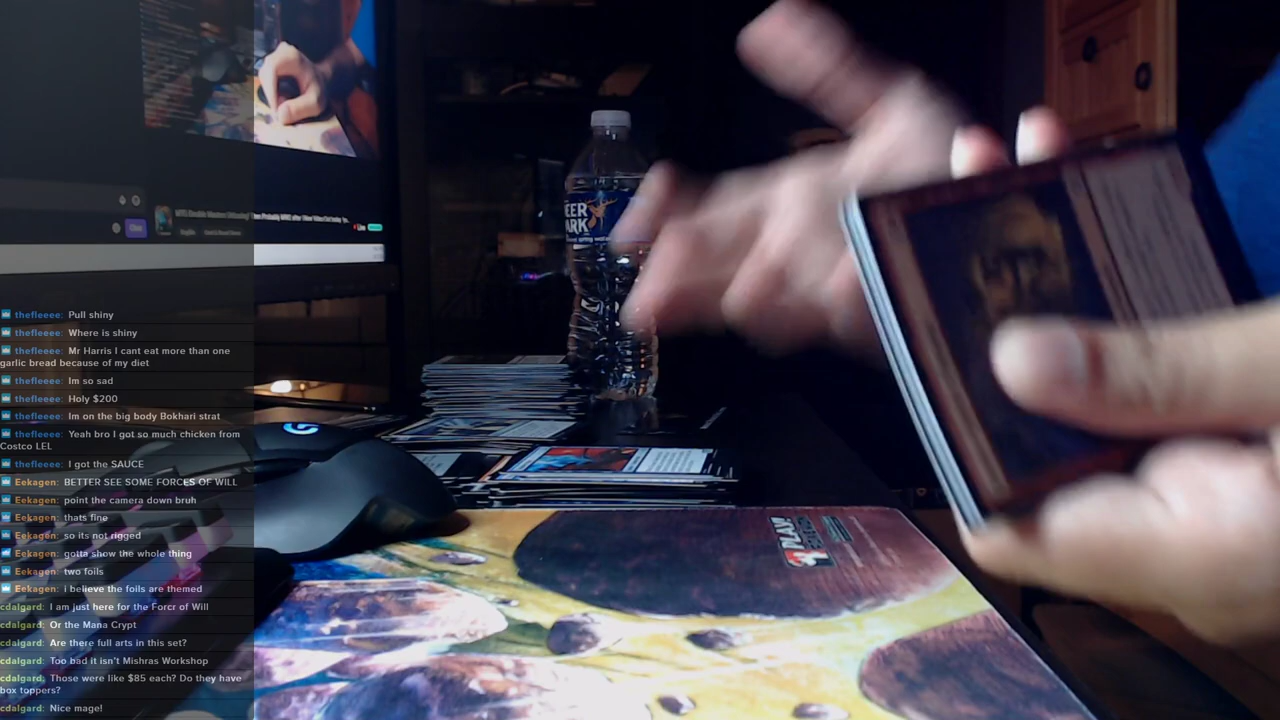 thefleeee: Pull shiny
thefleeee: Where is shiny
thefleeee: Mr Harris I cant eat more than one
garlic bread because of my diet
thefleeee: Im so sad
thefleeee: Holy $200
thefleeee: Im on the big body Bokhari strat
thefleeee: Yeah bro I got so much chicken from
Costco LEL
thefleeee: I got the SAUCE
Eekagen: BETTER SEE SOME FORCES OF WILL
Eekagen: point the camera down bruh
Eekagen: thats fine
Eekagen: so its not rigged
Eekagen: gotta show the whole thing
Eekagen: two foils
Eekagen: i believe the foils are themed
cdalgard: I am just here for the Forcr of Will
cdalgard: Or the Mana Crypt
cdalgard: Are there full arts in this set?
cdalgard: Too bad it isn't Mishras Workshop
cdalgard: Those were like $85 each? Do they have
box toppers?
cdalgard: Nice mage!
EER
ARK
PLAY!